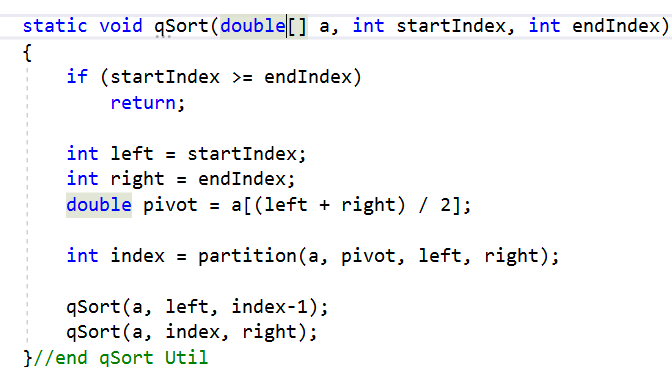 static void qSort(double[] a, int startIndex, int endIndex)
{
    if (startIndex >= endIndex)
        return;

    int left = startIndex;
    int right = endIndex;
    double pivot = a[(left + right) / 2];

    int index = partition(a, pivot, left, right);

    qSort(a, left, index-1);
    qSort(a, index, right);
}//end qSort Util